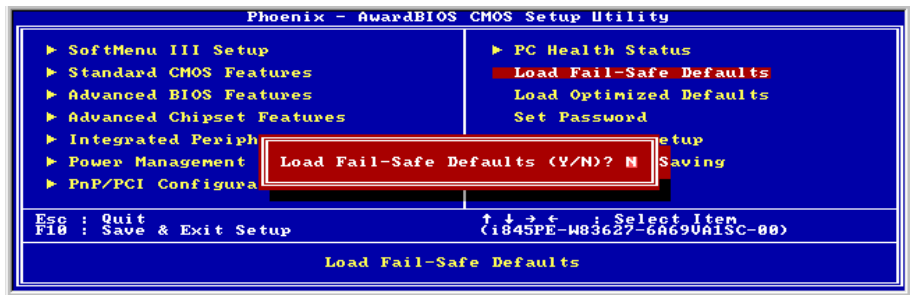 Phoenix - AwardBIOS CMOS Setup Utility
► SoftMenu III Setup
► Standard CMOS Features
► Advanced BIOS Features
► Advanced Chipset Features
► Integrated Periph
► Power Management
► PnP/PCI Configura
► PC Health Status
Load Fail-Safe Defaults
Load Optimized Defaults
Set Password
etup
Saving
Load Fail-Safe Defaults (Y/N)? N
Esc : Quit
F10 : Save & Exit Setup
↑ ↓ → ← : Select Item
(i845PE-W83627-6A69VA1SC-00)
Load Fail-Safe Defaults